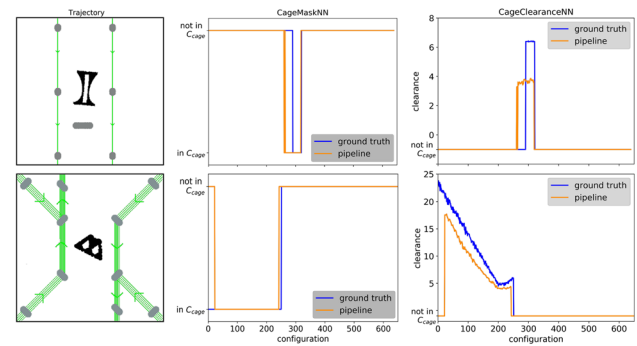 Trajectory
CageMaskNN
CageClearanceNN
not in
C_cage
in C_cage
ground truth
pipeline
clearance
8
6
4
2
0
not in
C_cage
ground truth
pipeline
not in
C_cage
in C_cage
ground truth
pipeline
0 100 200 300 400 500 600
configuration
clearance
25
20
15
10
5
not in
C_cage
ground truth
pipeline
0 100 200 300 400 500 600
configuration